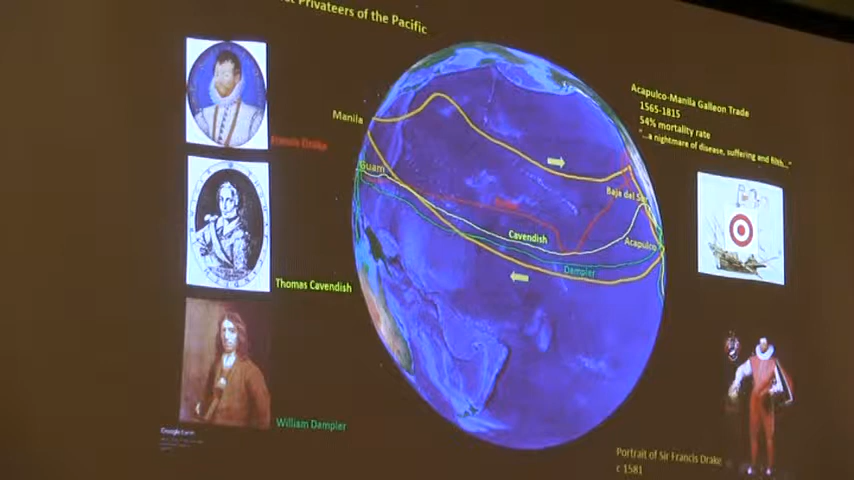 Privateers of the Pacific
Francis Drake
Thomas Cavendish
William Dampier
Google Earth
Manila
Guam
Drake
Cavendish
Dampier
Baja del Sur
Acapulco
Acapulco-Manila Galleon Trade
1565-1815
54% mortality rate
"...a nightmare of disease, suffering and filth..."
Portrait of Sir Francis Drake
c 1581